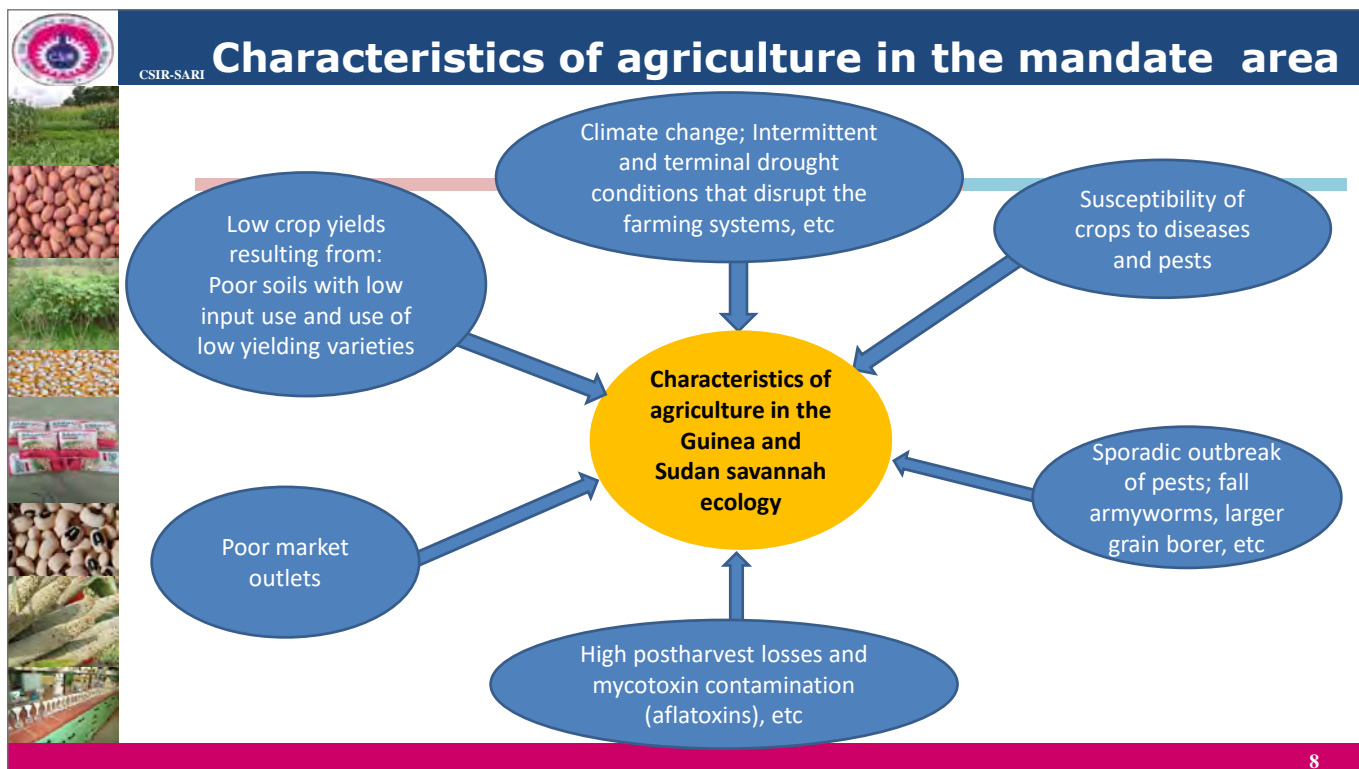 CSIR-SARI Characteristics of agriculture in the mandate area
Climate change; Intermittent
and terminal drought
conditions that disrupt the
farming systems, etc
Low crop yields
resulting from:
Poor soils with low
input use and use of
low yielding varieties
Susceptibility of
crops to diseases
and pests
Characteristics of
agriculture in the
Guinea and
Sudan savannah
ecology
Sporadic outbreak
of pests; fall
armyworms, larger
grain borer, etc
Poor market
outlets
High postharvest losses and
mycotoxin contamination
(aflatoxins), etc
8